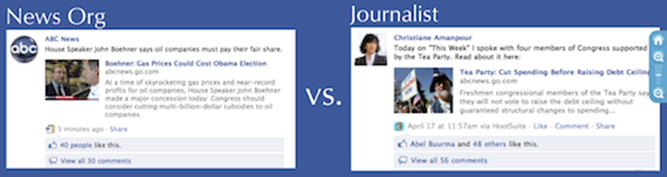 News Org
Journalist
abc
ABC News
House Speaker John Boehner says oil companies must pay their fair share.
Boehner: Gas Prices Could Cost Obama Election
abcnews.go.com
At a time of skyrocketing gas prices and near-record
profits for oil companies, House Speaker John Boehner
made a major concession today: Congress should
consider cutting multi-billion-dollar subsidies to oil
companies.
5 minutes ago · Share
40 people like this.
View all 30 comments
vs.
Christiane Amanpour
Today on "This Week" I spoke with four members of Congress supported
by the Tea Party. Read about it here:
Tea Party: Cut Spending Before Raising Debt Ceiling
abcnews.go.com
Freshmen congressional members of the Tea Party say
they will not vote to raise the debt ceiling without
guaranteed structural changes to spending...
April 17 at 11:57am via HootSuite · Like · Comment · Share
Abel Buurma and 48 others like this.
View all 56 comments